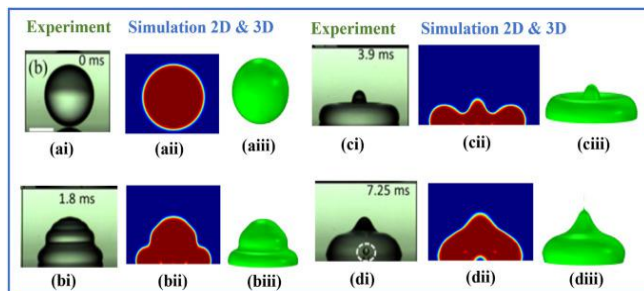 Experiment Simulation 2D & 3D Experiment Simulation 2D & 3D
(b) 0 ms 3.9 ms
(ai) (aii) (aiii) (ci) (cii) (ciii)
1.8 ms 7.25 ms
(bi) (bii) (biii) (di) (dii) (diii)